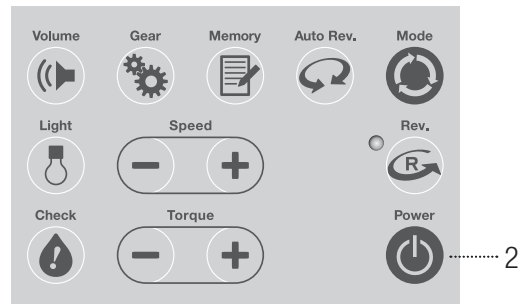 Volume Gear Memory Auto Rev. Mode
Light Speed Rev.
R
Check Torque Power
2